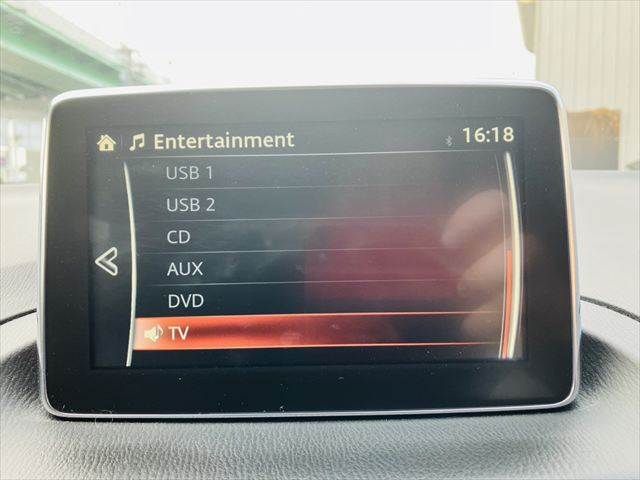 Entertainment
16:18
USB 1
USB 2
CD
AUX
DVD
TV